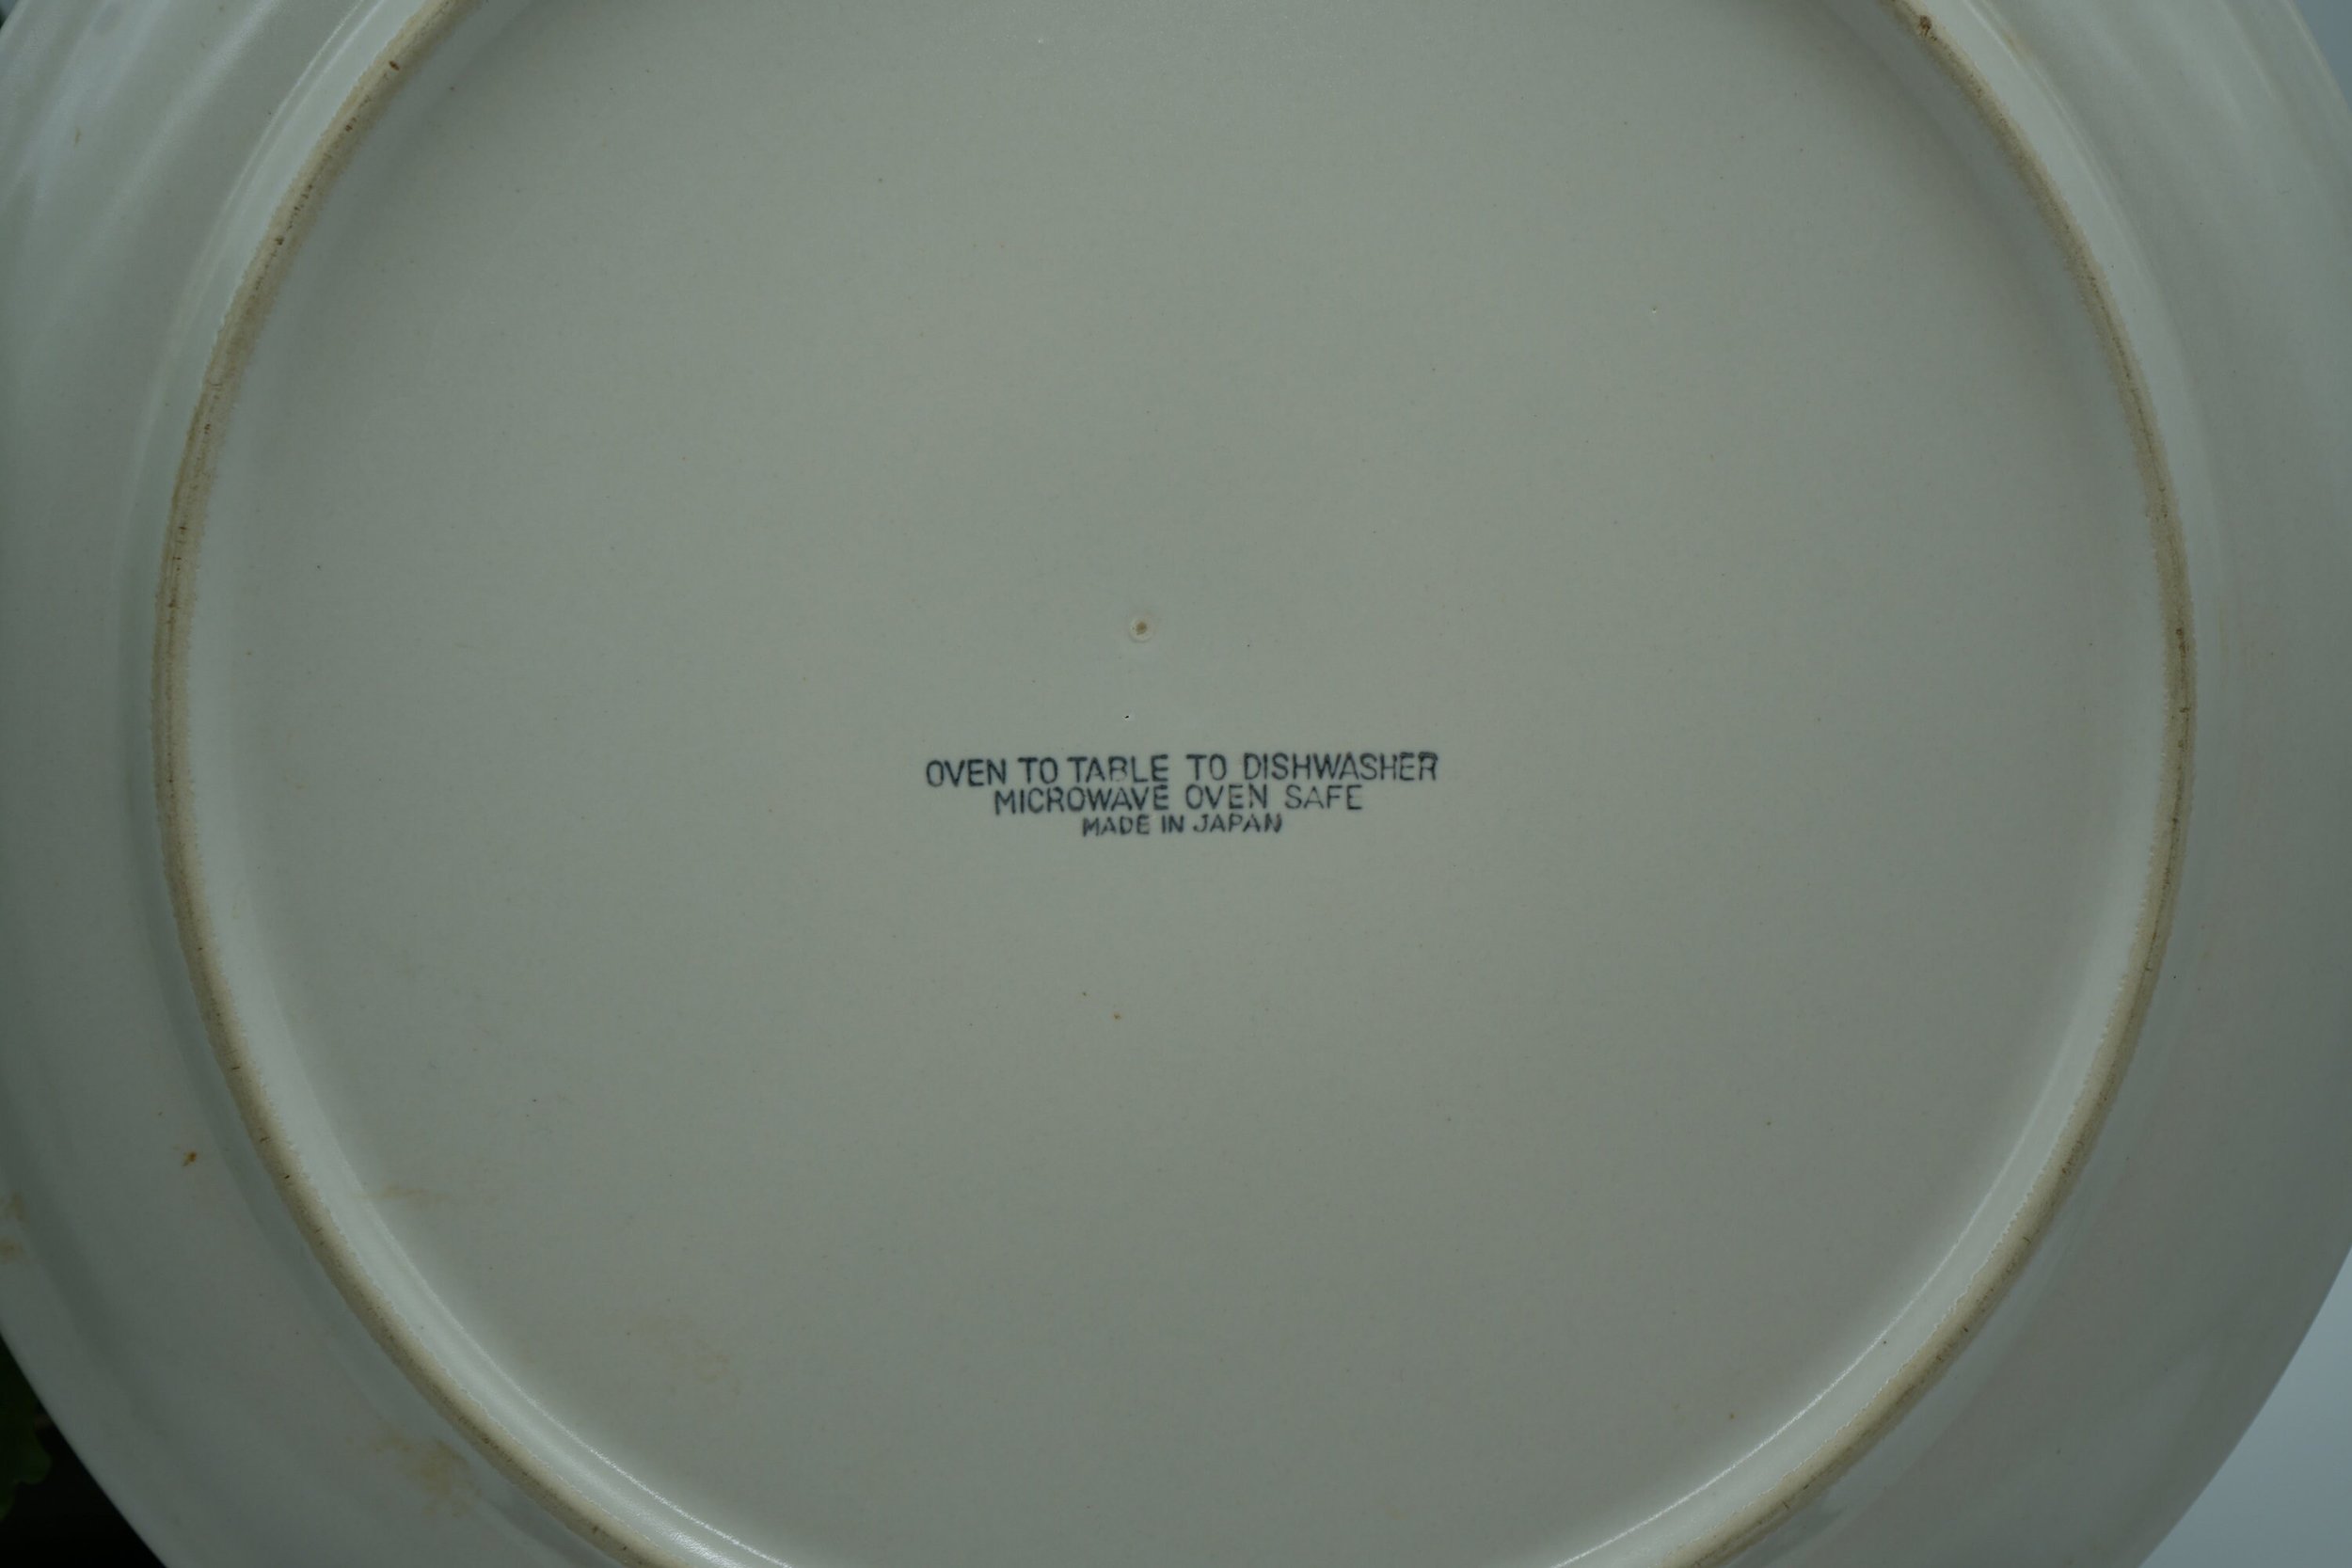 OVEN TO TABLE TO DISHWASHER
MICROWAVE OVEN SAFE
MADE IN JAPAN